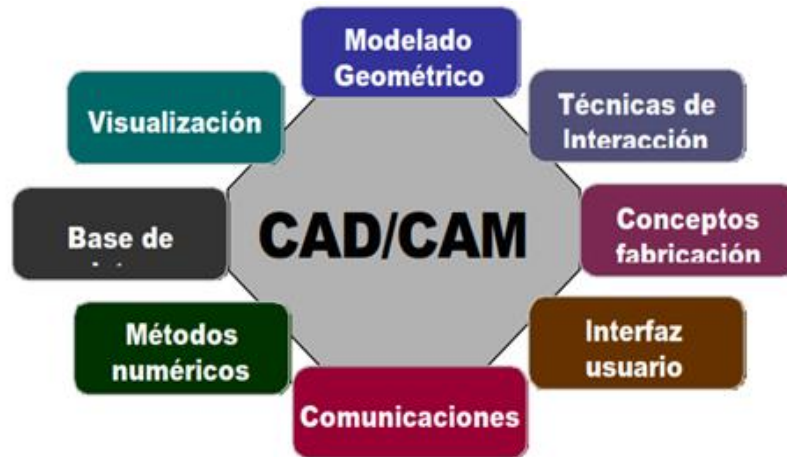 Modelado
Geométrico
Visualización
Técnicas de
Interacción
Base de
CAD/CAM
Conceptos
fabricación
Métodos
numéricos
Interfaz
usuario
Comunicaciones